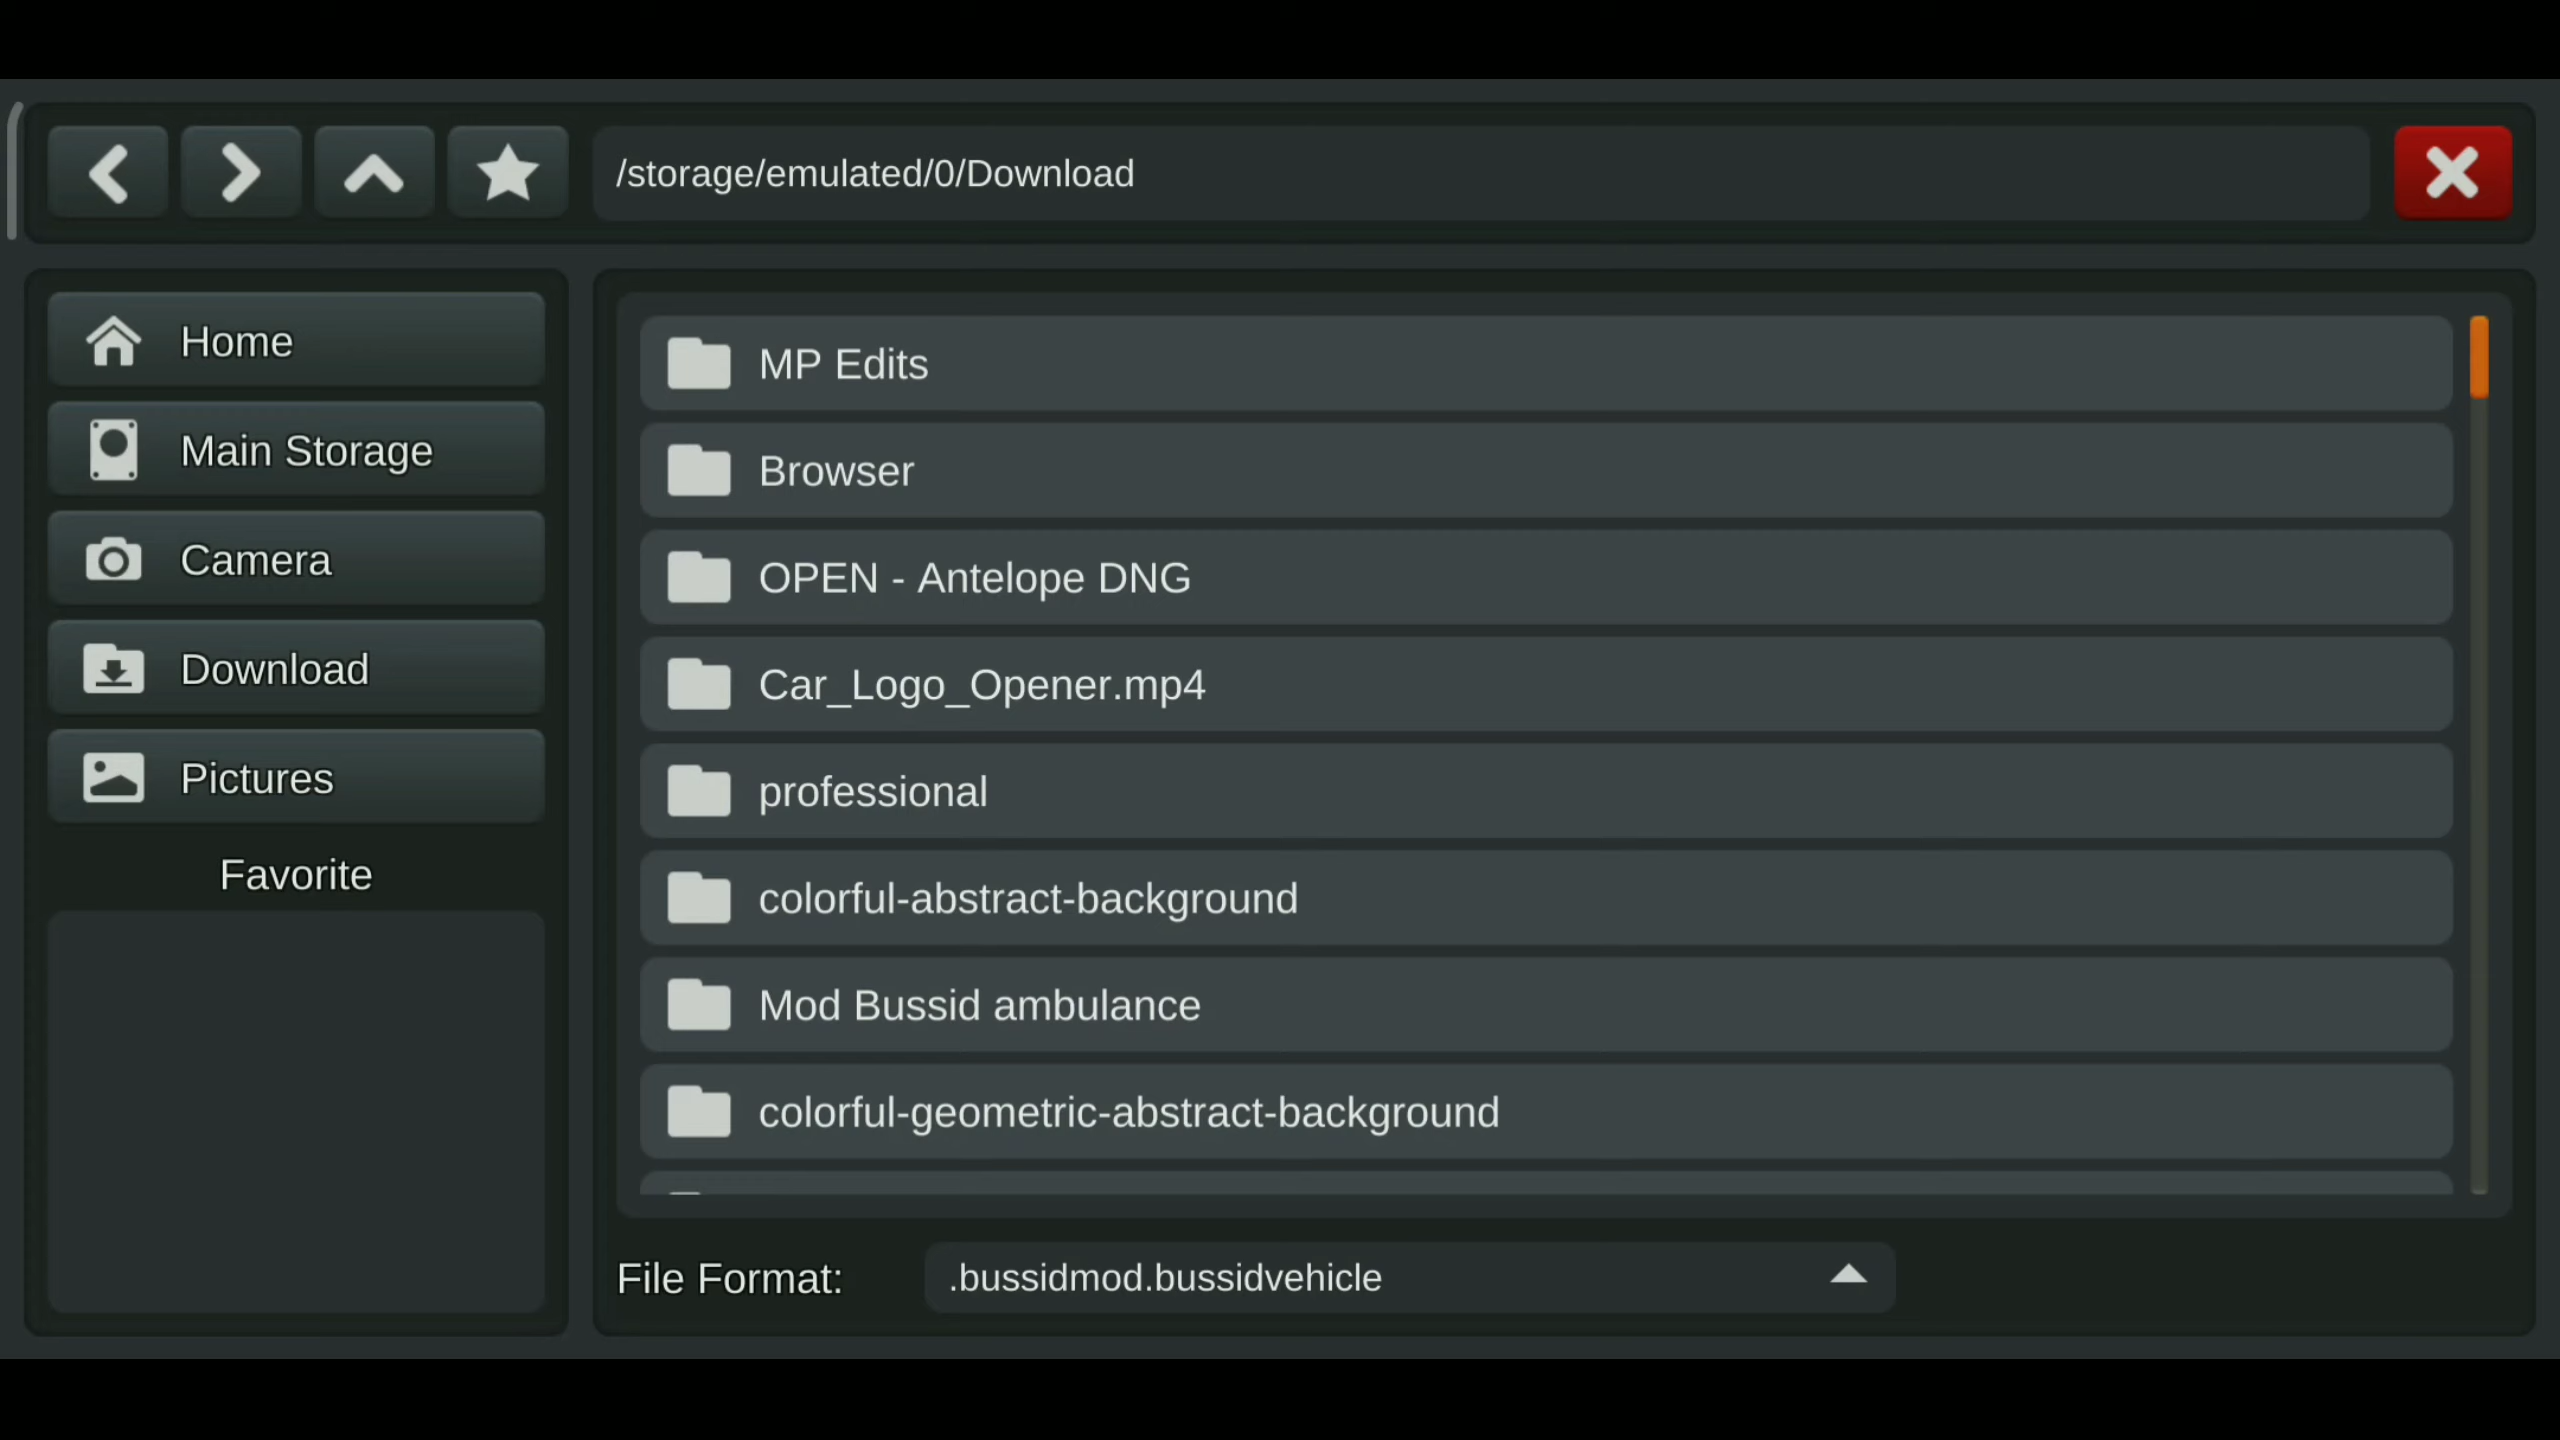 /storage/emulated/0/Download
Home
Main Storage
Camera
Download
Pictures
Favorite
MP Edits
Browser
OPEN - Antelope DNG
Car_Logo_Opener.mp4
professional
colorful-abstract-background
Mod Bussid ambulance
colorful-geometric-abstract-background
File Format:
.bussidmod.bussidvehicle